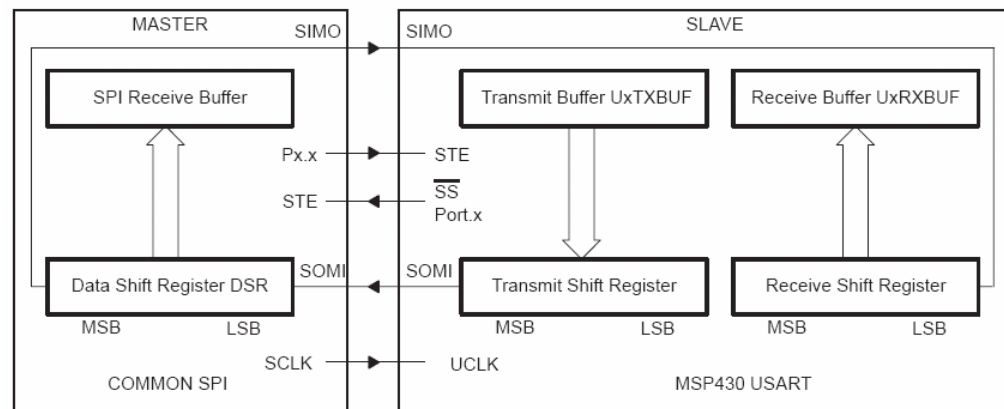 MASTER
SIMO
SIMO
SLAVE
SPI Receive Buffer
Transmit Buffer UxTXBUF
Receive Buffer UxRXBUF
Px.x
STE
STE
SS
Port.x
SOMI
SOMI
Data Shift Register DSR
Transmit Shift Register
Receive Shift Register
MSB
LSB
MSB
LSB
MSB
LSB
SCLK
UCLK
COMMON SPI
MSP430 USART